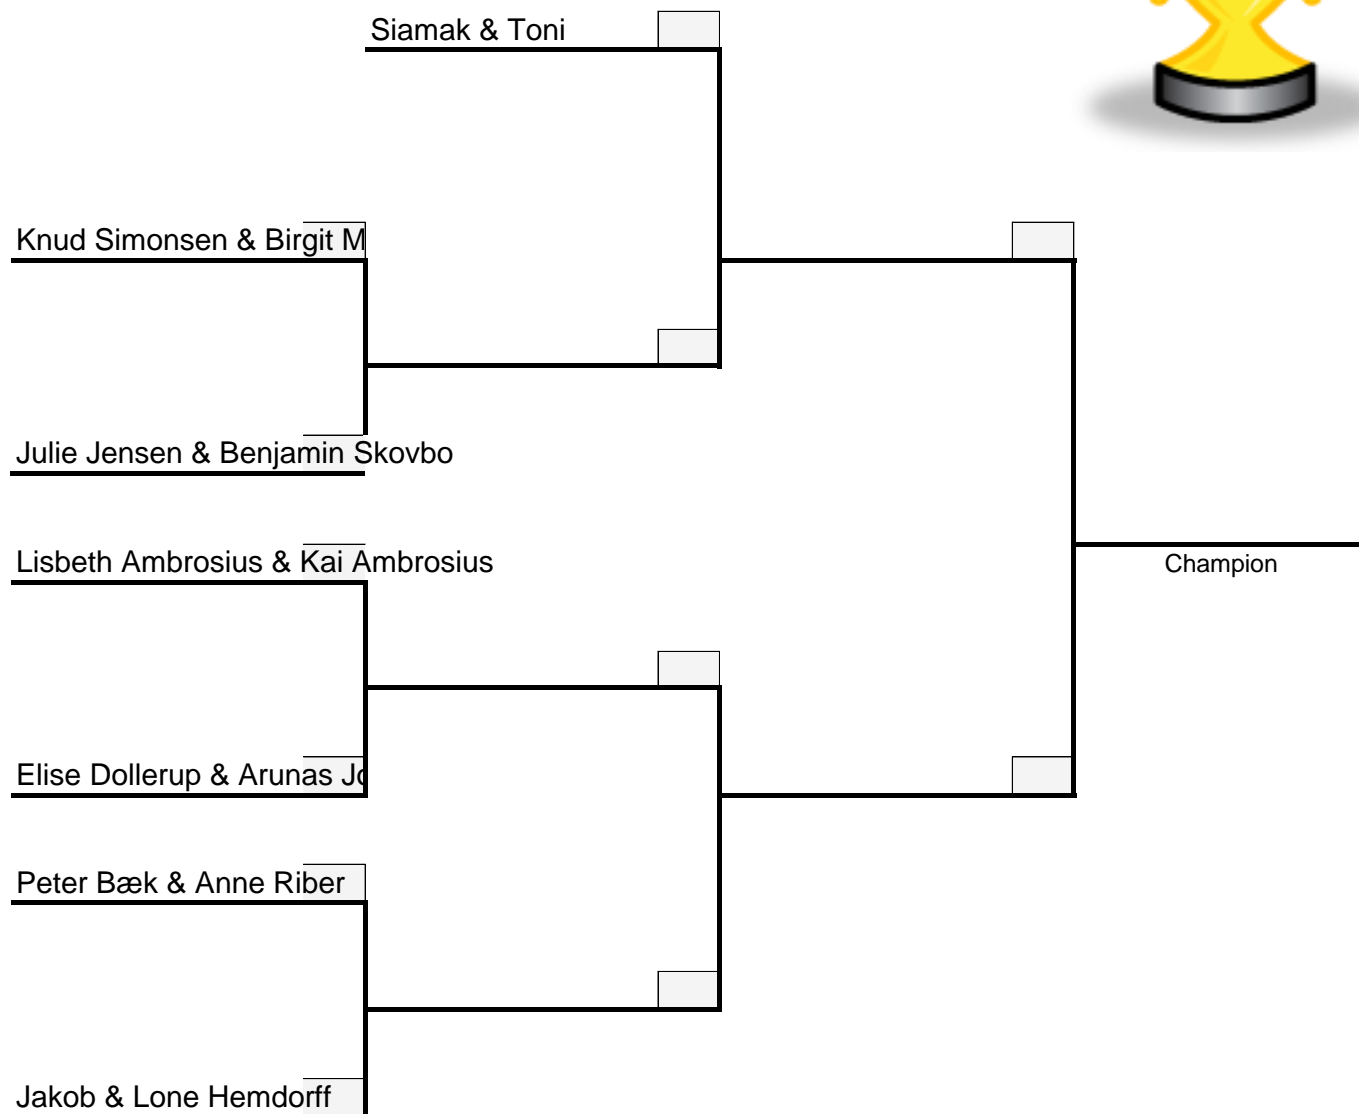 Siamak & Toni
Knud Simonsen & Birgit M
Julie Jensen & Benjamin Skovbo
Lisbeth Ambrosius & Kai Ambrosius
Champion
Elise Dollerup & Arunas
Peter Bæk & Anne Riber
Jakob & Lone Hemdorff